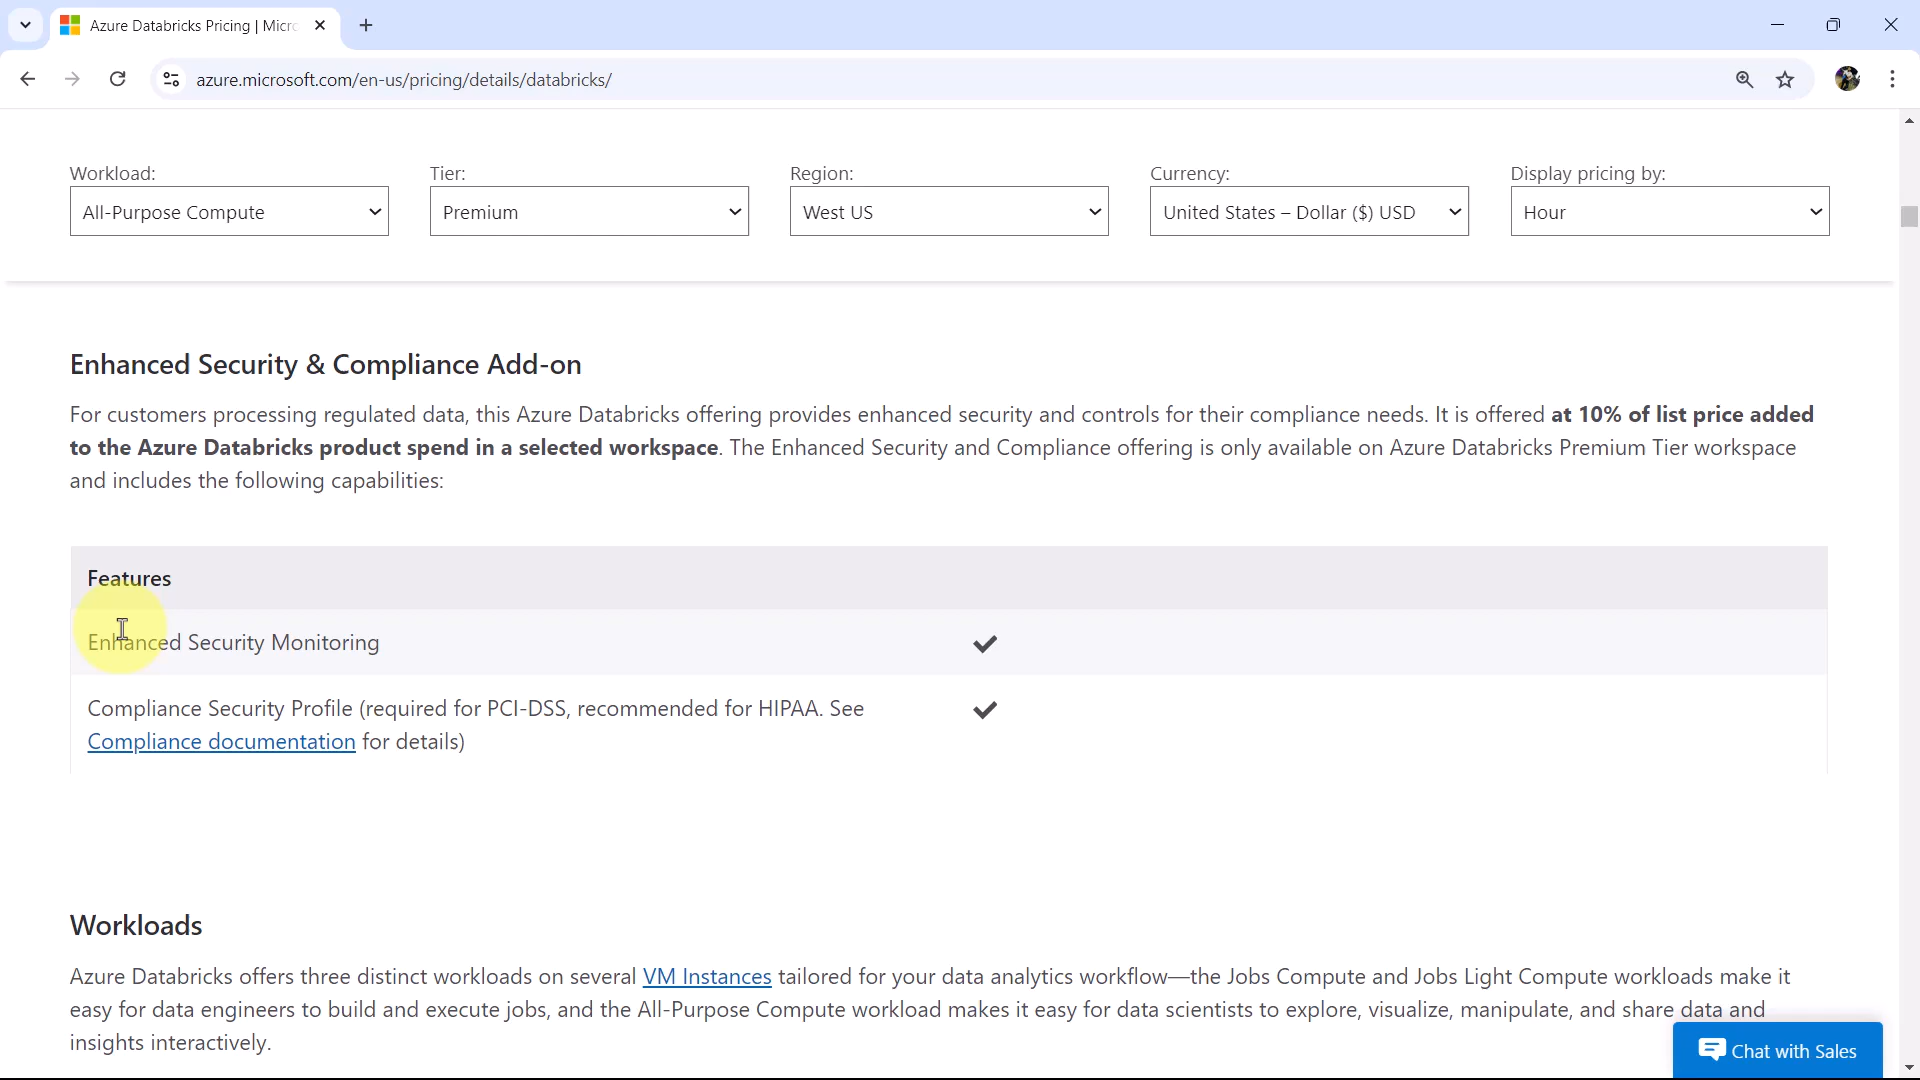 Azure Databricks Pricing | Micro
azure.microsoft.com/en-us/pricing/details/databricks/
Workload: Tier: Region: Currency: Display pricing by:
All-Purpose Compute Premium West US United States – Dollar ($) USD Hour
Enhanced Security & Compliance Add-on
For customers processing regulated data, this Azure Databricks offering provides enhanced security and controls for their compliance needs. It is offered at 10% of list price added
to the Azure Databricks product spend in a selected workspace. The Enhanced Security and Compliance offering is only available on Azure Databricks Premium Tier workspace
and includes the following capabilities:
Features
Enhanced Security Monitoring
Compliance Security Profile (required for PCI-DSS, recommended for HIPAA. See
Compliance documentation for details)
Workloads
Azure Databricks offers three distinct workloads on several VM Instances tailored for your data analytics workflow—the Jobs Compute and Jobs Light Compute workloads make it
easy for data engineers to build and execute jobs, and the All-Purpose Compute workload makes it easy for data scientists to explore, visualize, manipulate, and share data and
insights interactively.
Chat with Sales